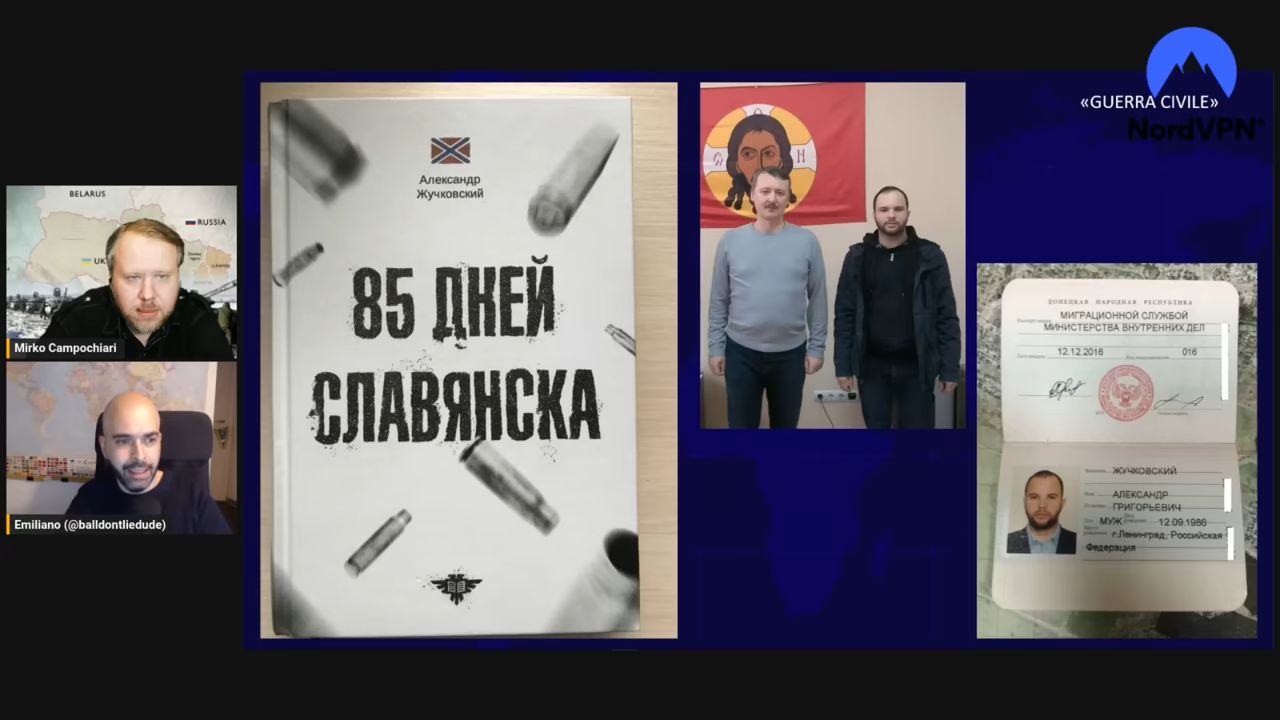 «GUERRA CIVILE»
NordVPN®
BELARUS
RUSSIA
UK
Mirko Campochiari
Emiliano (@balldontliedude)
Александр
Жучковский
85 ДНЕЙ
СЛАВЯНСКА
ДОНЕЦКАЯ НАРОДНАЯ РЕСПУБЛИКА
МИГРАЦИОННОЙ СЛУЖБОЙ
МИНИСТЕРСТВА ВНУТРЕННИХ ДЕЛ
12.12.2016 016
ЖУЧКОВСКИЙ
АЛЕКСАНДР
ГРИГОРЬЕВИЧ
МУЖ 12.09.1986
г.Ленинград, Российская
Федерация